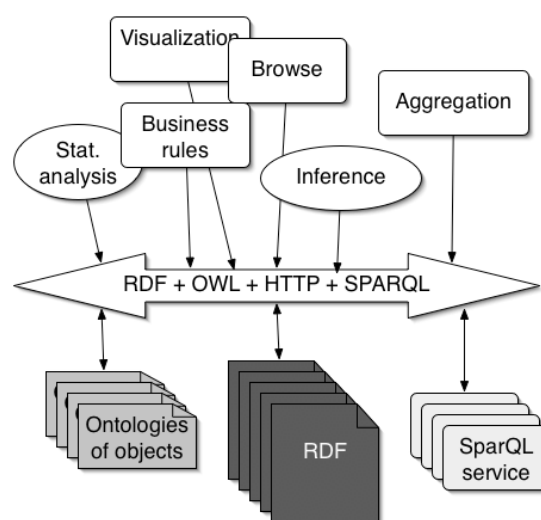 Visualization
Browse
Aggregation
Business
rules
Stat.
analysis
Inference
RDF + OWL + HTTP + SPARQL
Ontologies
of objects
RDF
SparQL
service